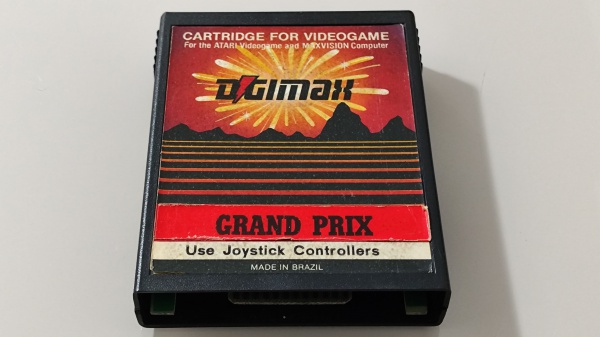 CARTRIDGE FOR VIDEOGAME
For the ATARI Videogame and MAXVISION Computer
DIGIMAX
GRAND PRIX
Use Joystick Controllers
MADE IN BRAZIL